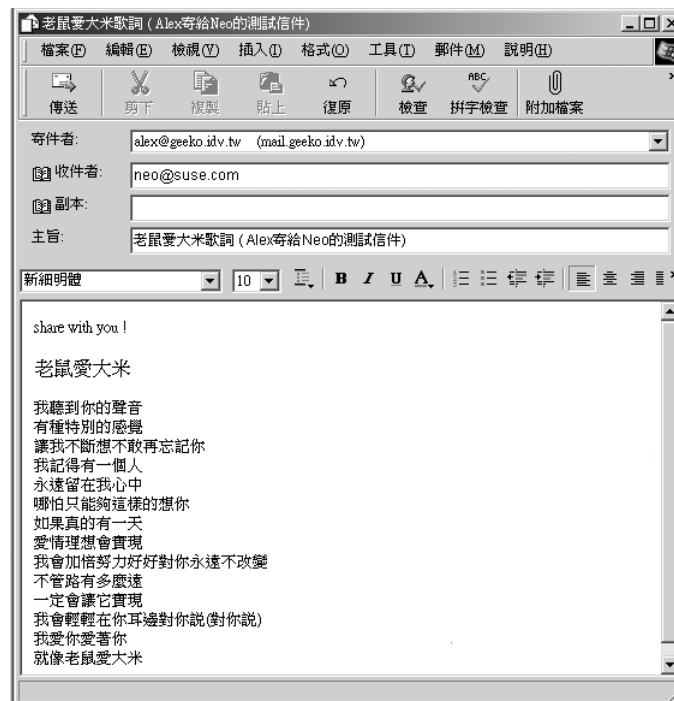 老鼠愛大米歌詞 ( Alex寄給Neo的測試信件)
檔案(F) 編輯(E) 檢視(V) 插入(I) 格式(O) 工具(T) 郵件(M) 說明(H)
傳送 剪下 複製 貼上 復原 檢查 拼字檢查 附加檔案
寄件者: alex@geeko.idv.tw (mail.geeko.idv.tw)
收件者: neo@suse.com
副本:
主旨: 老鼠愛大米歌詞 ( Alex寄給Neo的測試信件)
新細明體 10 B I U A
share with you !
老鼠愛大米
我聽到你的聲音
有種特別的感覺
讓我不斷想不敢再忘記你
我記得有一個人
永遠留在我心中
哪怕只能夠這樣的想你
如果真的有一天
愛情理想會實現
我會加倍努力好好對你永遠不改變
不管路有多麼遠
一定會讓它實現
我會輕輕在你耳邊對你說(對你說)
我愛你愛著你
就像老鼠愛大米